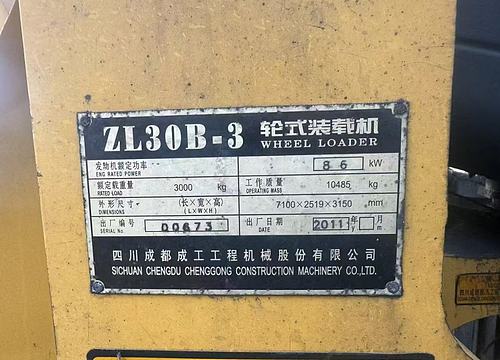 ZL30B-3 轮式装载机
WHEEL LOADER
发动机额定功率 86 kW
ENG RATED POWER
额定载重量 3000 kg 工作质量 10485 kg
RATED LOAD OPERATING MASS
外形尺寸 (长×宽×高) 7100×2519×3150 mm
DIMENSIONS (L×W×H)
出厂编号 00673 出厂日期 2011 年 月
SERIAL No DATE y m
四川成都成工工程机械股份有限公司
SICHUAN CHENGDU CHENGGONG CONSTRUCTION MACHINERY CO.,LTD.